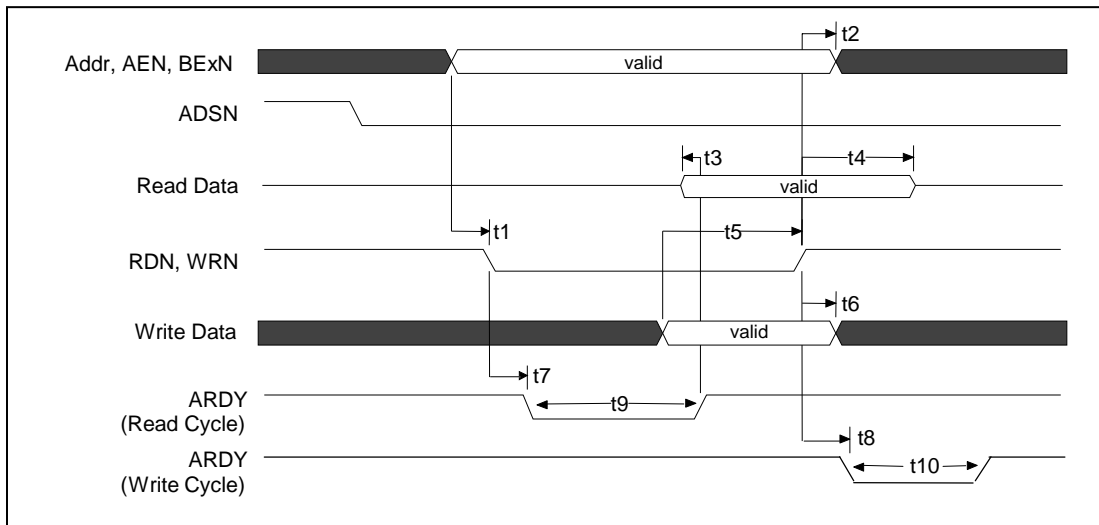 t2
Addr, AEN, BExN
valid
ADSN
t3
t4
Read Data
valid
t1
t5
RDN, WRN
t6
Write Data
valid
t7
ARDY
(Read Cycle)
t9
t8
ARDY
(Write Cycle)
t10